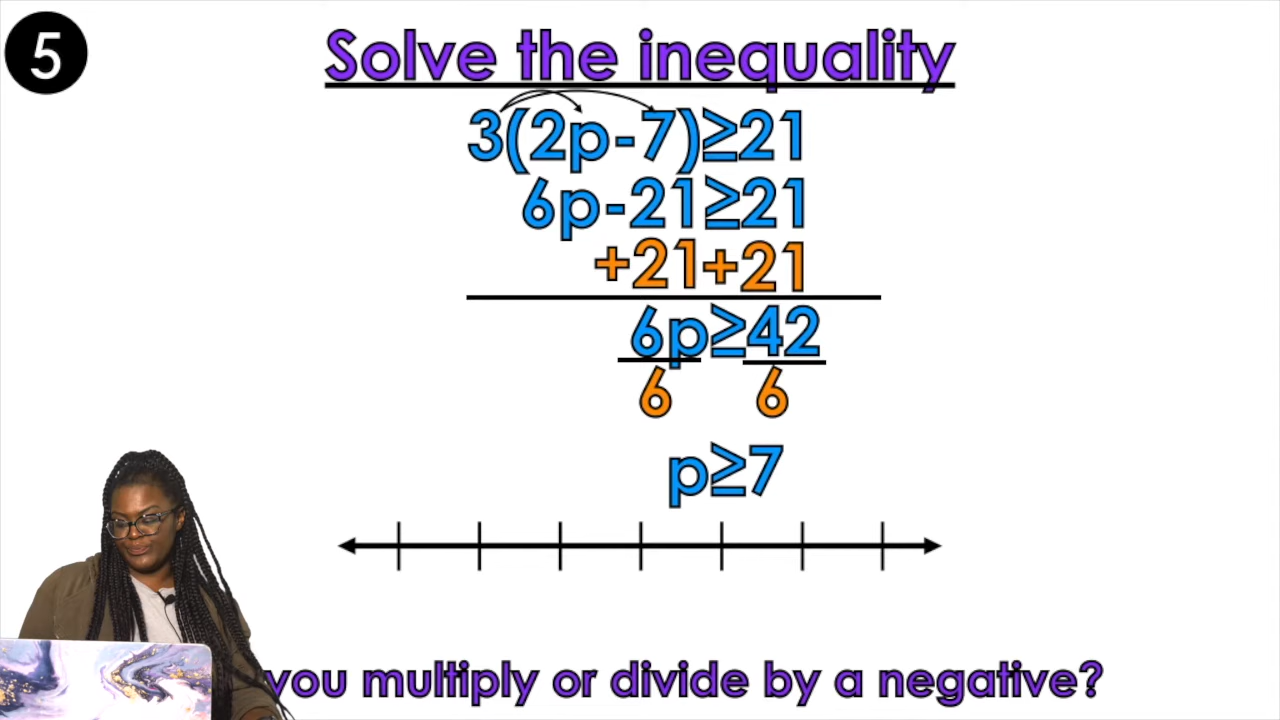 5
Solve the inequality
3(2p-7)≥21
6p-21≥21
+21+21
6p≥42
6 6
p≥7
you multiply or divide by a negative?